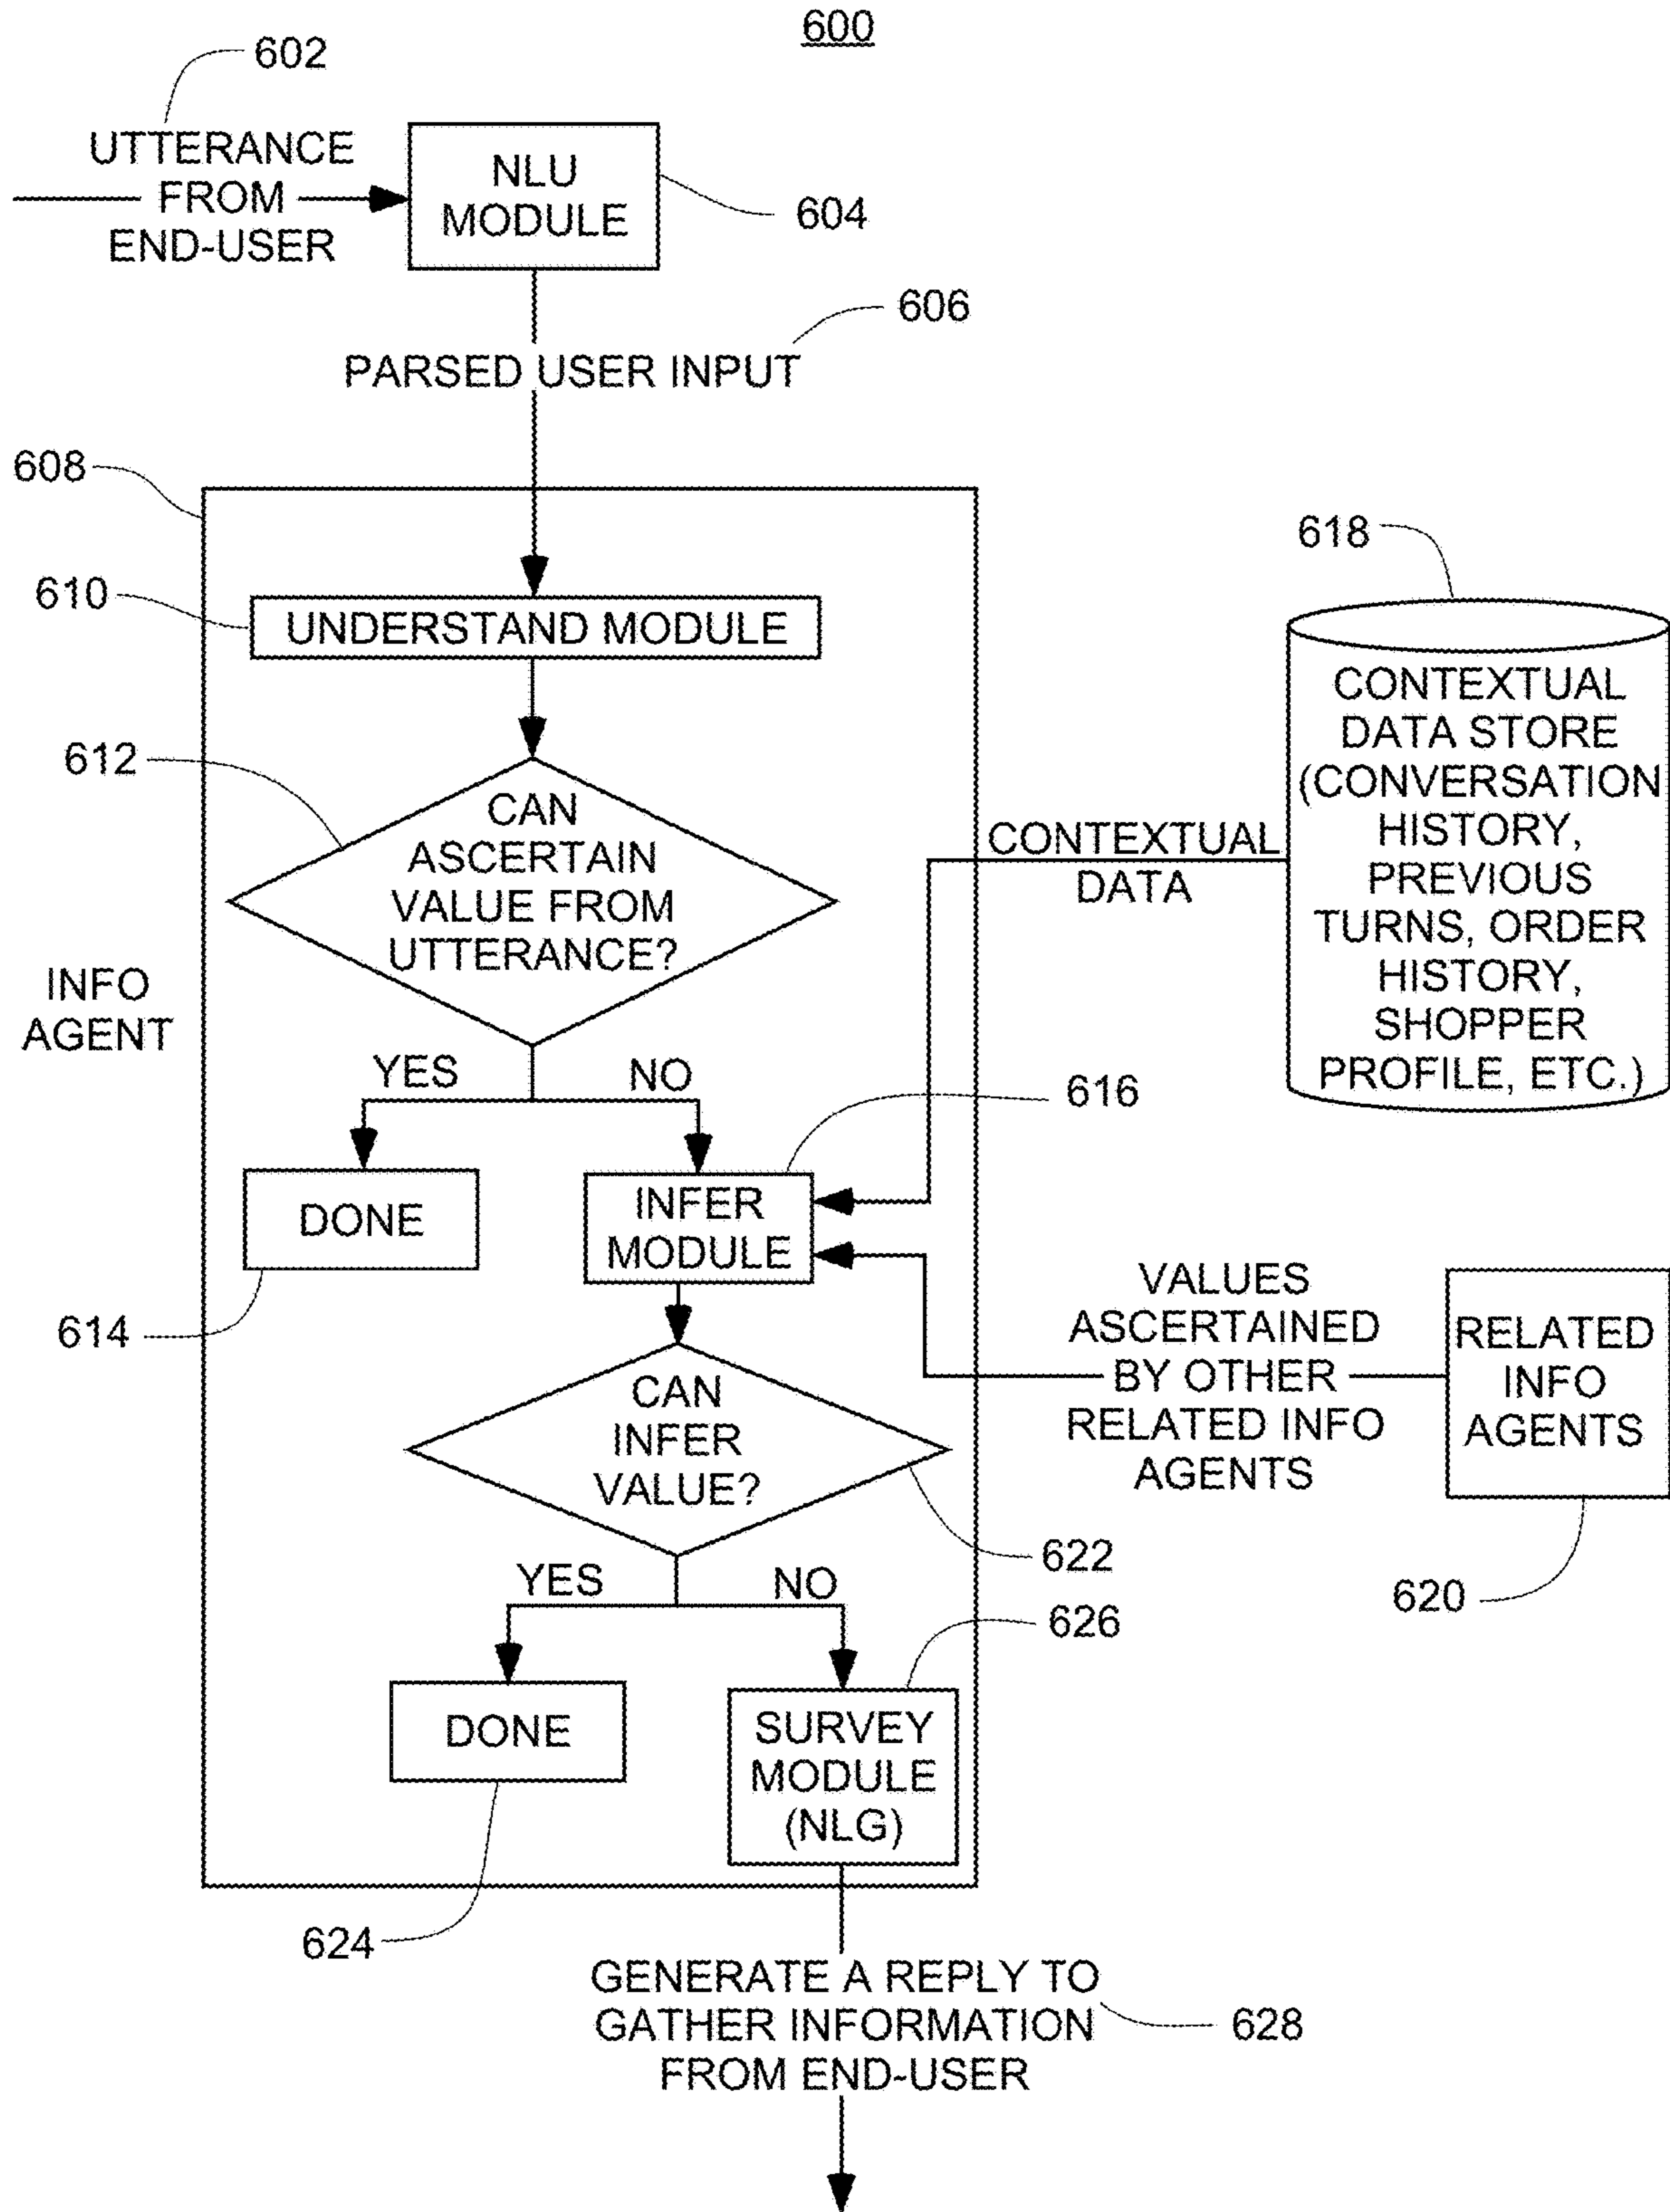 600
602
UTTERANCE
FROM
END-USER
NLU
MODULE
604
606
PARSED USER INPUT
608
610
UNDERSTAND MODULE
612
CAN
ASCERTAIN
VALUE FROM
UTTERANCE?
INFO
AGENT
YES
NO
DONE
614
616
INFER
MODULE
CONTEXTUAL
DATA
618
CONTEXTUAL
DATA STORE
(CONVERSATION
HISTORY,
PREVIOUS
TURNS, ORDER
HISTORY,
SHOPPER
PROFILE, ETC.)
VALUES
ASCERTAINED
BY OTHER
RELATED INFO
AGENTS
RELATED
INFO
AGENTS
620
CAN
INFER
VALUE?
622
YES
NO
626
DONE
624
SURVEY
MODULE
(NLG)
GENERATE A REPLY TO
GATHER INFORMATION
FROM END-USER
628